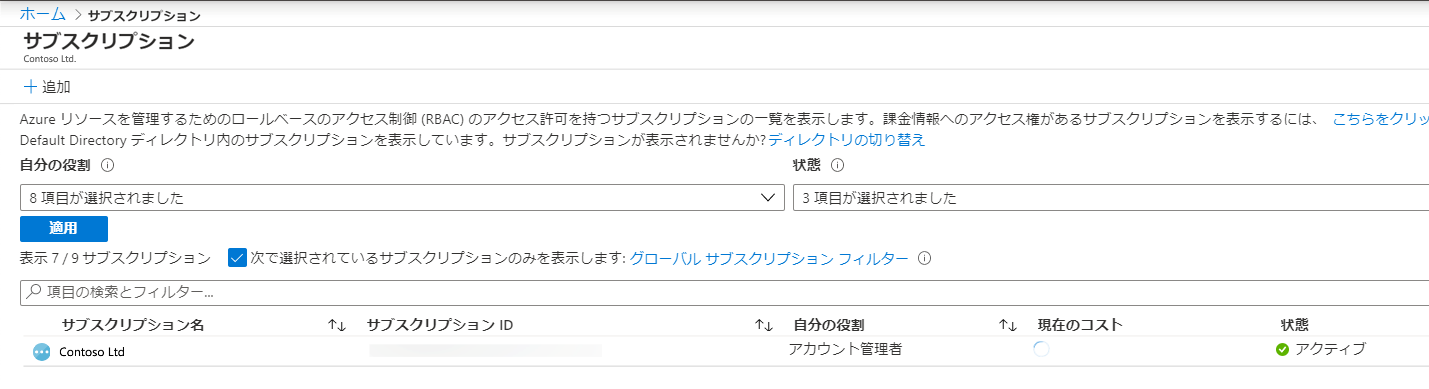 ホーム > サブスクリプション
サブスクリプション
Contoso Ltd.
+ 追加
Azure リソースを管理するためのロールベースのアクセス制御 (RBAC) のアクセス許可を持つサブスクリプションの一覧を表示します。課金情報へのアクセス権があるサブスクリプションを表示するには、 こちらをクリッ
Default Directory ディレクトリ内のサブスクリプションを表示しています。サブスクリプションが表示されませんか? ディレクトリの切り替え
自分の役割 状態
8 項目が選択されました 3 項目が選択されました
適用
表示 7 / 9 サブスクリプション 次で選択されているサブスクリプションのみを表示します: グローバル サブスクリプション フィルター
項目の検索とフィルター...
サブスクリプション名 サブスクリプション ID 自分の役割 現在のコスト 状態
Contoso Ltd アカウント管理者 アクティブ